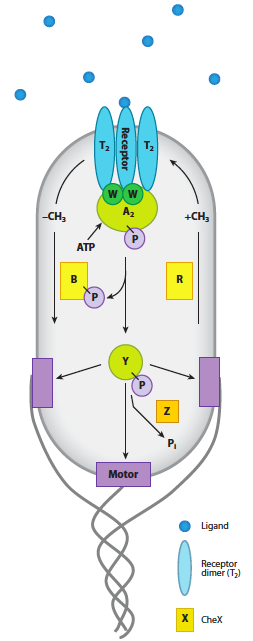 T2
Receptor
T2
W
W
A2
–CH3
+CH3
ATP
P
B
P
R
Y
P
Z
Pi
Motor
Ligand
Receptor
dimer (T2)
X
CheX